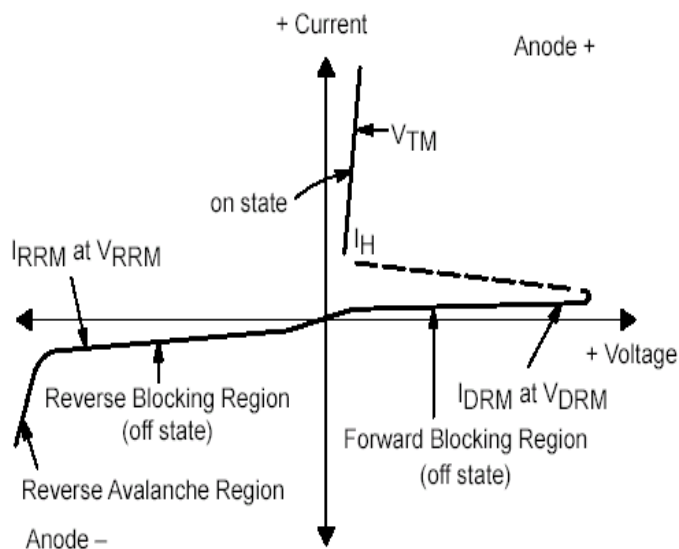 + Current
Anode +
VTM
on state
IH
IRRM at VRRM
+ Voltage
Reverse Blocking Region
(off state)
IDRM at VDRM
Forward Blocking Region
(off state)
Reverse Avalanche Region
Anode –